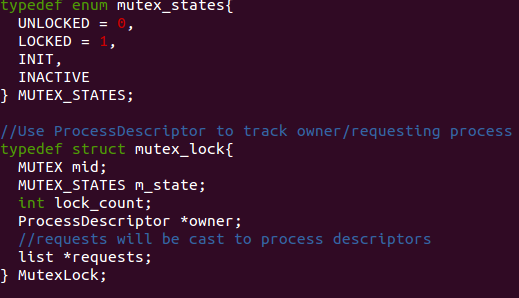 typedef enum mutex_states{
  UNLOCKED = 0,
  LOCKED = 1,
  INIT,
  INACTIVE
} MUTEX_STATES;

//Use ProcessDescriptor to track owner/requesting process
typedef struct mutex_lock{
  MUTEX mid;
  MUTEX_STATES m_state;
  int lock_count;
  ProcessDescriptor *owner;
  //requests will be cast to process descriptors
  list *requests;
} MutexLock;